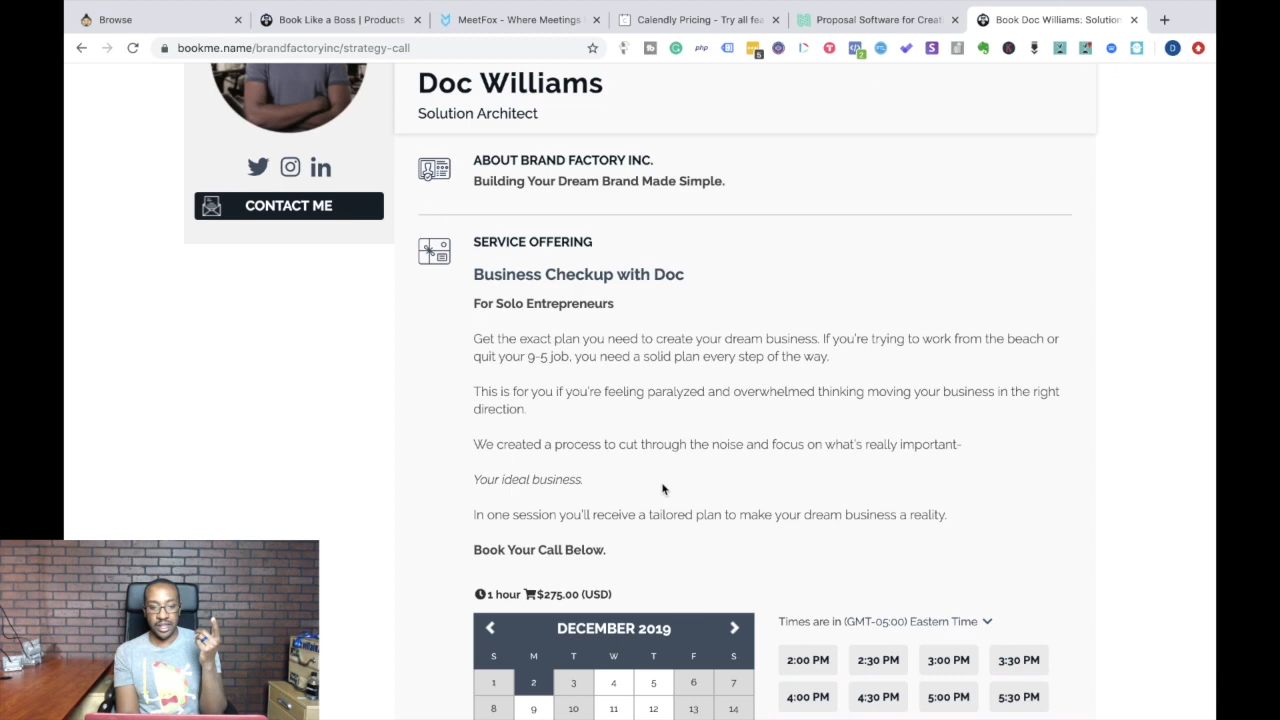 Browse
Book Like a Boss | Products
MeetFox - Where Meetings
Calendly Pricing - Try all fea
Proposal Software for Creati
Book Doc Williams: Solution
bookme.name/brandfactoryinc/strategy-call
Doc Williams
Solution Architect
CONTACT ME
ABOUT BRAND FACTORY INC.
Building Your Dream Brand Made Simple.
SERVICE OFFERING
Business Checkup with Doc
For Solo Entrepreneurs
Get the exact plan you need to create your dream business. If you're trying to work from the beach or
quit your 9-5 job, you need a solid plan every step of the way.
This is for you if you're feeling paralyzed and overwhelmed thinking moving your business in the right
direction.
We created a process to cut through the noise and focus on what's really important-
Your ideal business.
In one session you'll receive a tailored plan to make your dream business a reality.
Book Your Call Below.
1 hour $275.00 (USD)
DECEMBER 2019
S M T W T F S
1 2 3 4 5 6 7
8 9 10 11 12 13 14
Times are in (GMT-05:00) Eastern Time
2:00 PM 2:30 PM 3:00 PM 3:30 PM
4:00 PM 4:30 PM 5:00 PM 5:30 PM